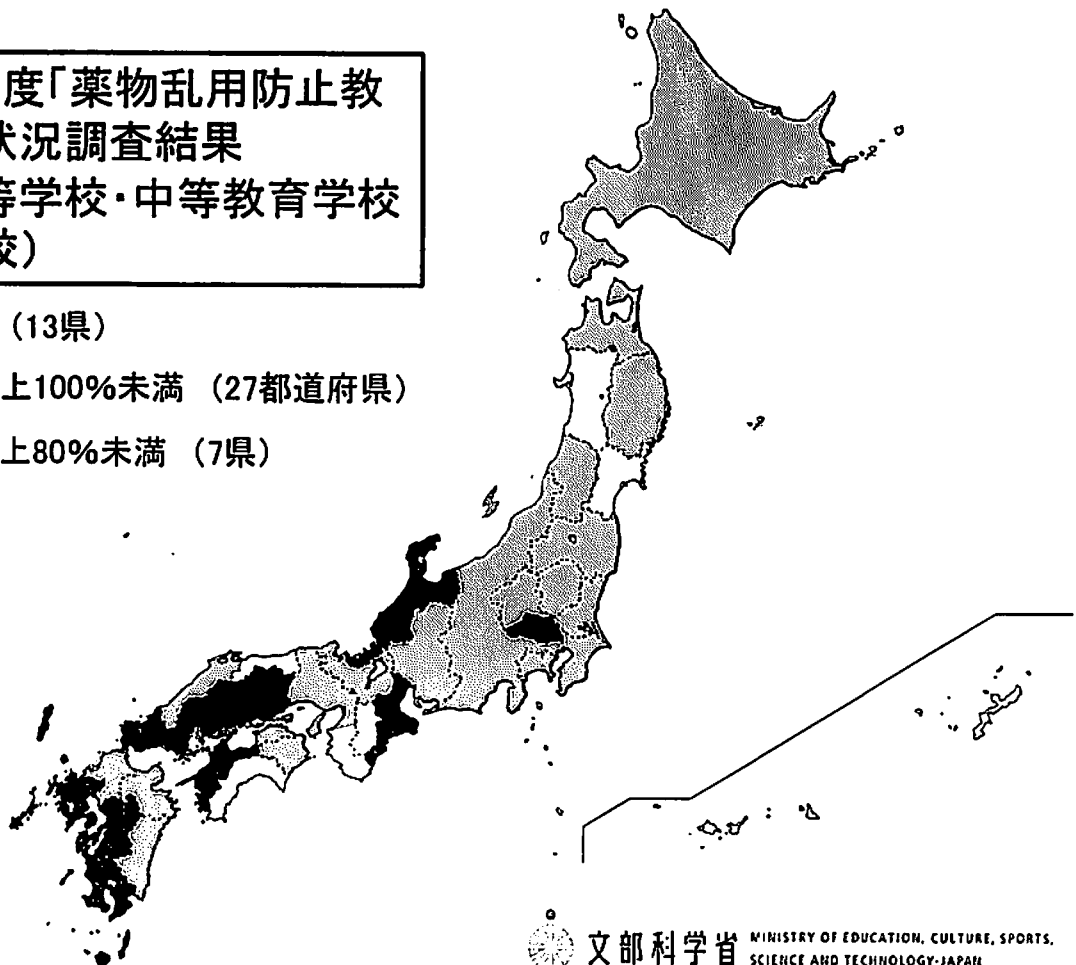 度「薬物乱用防止教
状況調査結果
等学校・中等教育学校
校）
（13県）
上100%未満 （27都道府県）
上80%未満 （7県）
文部科学省 MINISTRY OF EDUCATION, CULTURE, SPORTS,
SCIENCE AND TECHNOLOGY-JAPAN